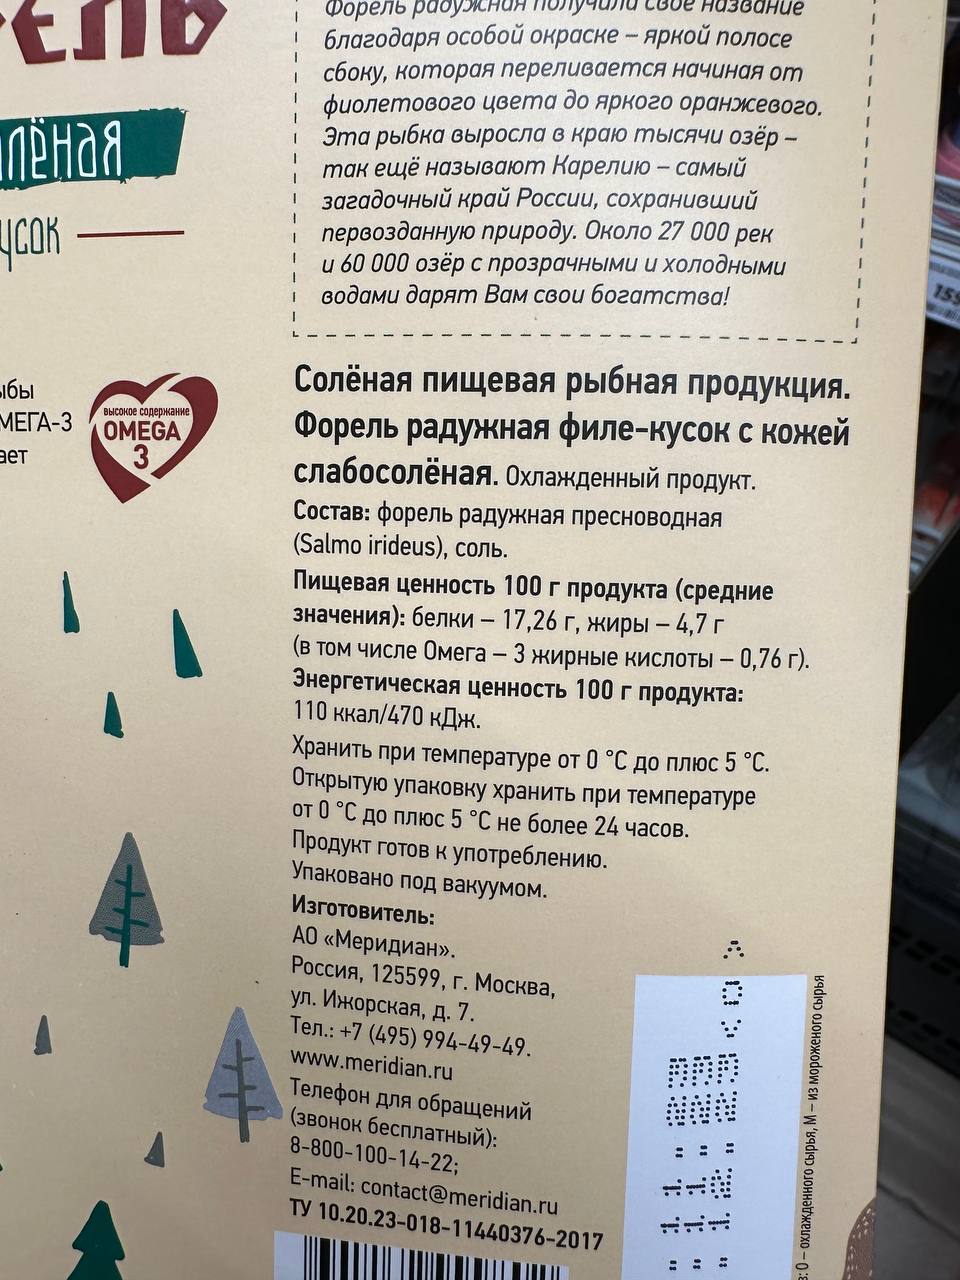 Форель радужная получила своё название
благодаря особой окраске – яркой полосе
сбоку, которая переливается начиная от
фиолетового цвета до яркого оранжевого.
Эта рыбка выросла в краю тысячи озёр –
так ещё называют Карелию – самый
загадочный край России, сохранивший
первозданную природу. Около 27 000 рек
и 60 000 озёр с прозрачными и холодными
водами дарят Вам свои богатства!
высокое содержание
OMEGA
3
МЕГА-3
Солёная пищевая рыбная продукция.
Форель радужная филе-кусок с кожей
слабосолёная. Охлажденный продукт.
Состав: форель радужная пресноводная
(Salmo irideus), соль.
Пищевая ценность 100 г продукта (средние
значения): белки – 17,26 г, жиры – 4,7 г
(в том числе Омега – 3 жирные кислоты – 0,76 г).
Энергетическая ценность 100 г продукта:
110 ккал/470 кДж.
Хранить при температуре от 0 °С до плюс 5 °С.
Открытую упаковку хранить при температуре
от 0 °С до плюс 5 °С не более 24 часов.
Продукт готов к употреблению.
Упаковано под вакуумом.
Изготовитель:
АО «Меридиан».
Россия, 125599, г. Москва,
ул. Ижорская, д. 7.
Тел.: +7 (495) 994-49-49.
www.meridian.ru
Телефон для обращений
(звонок бесплатный):
8-800-100-14-22;
E-mail: contact@meridian.ru
ТУ 10.20.23-018-11440376-2017
<О>
О – охлажденного сырья, М – из мороженого сырья